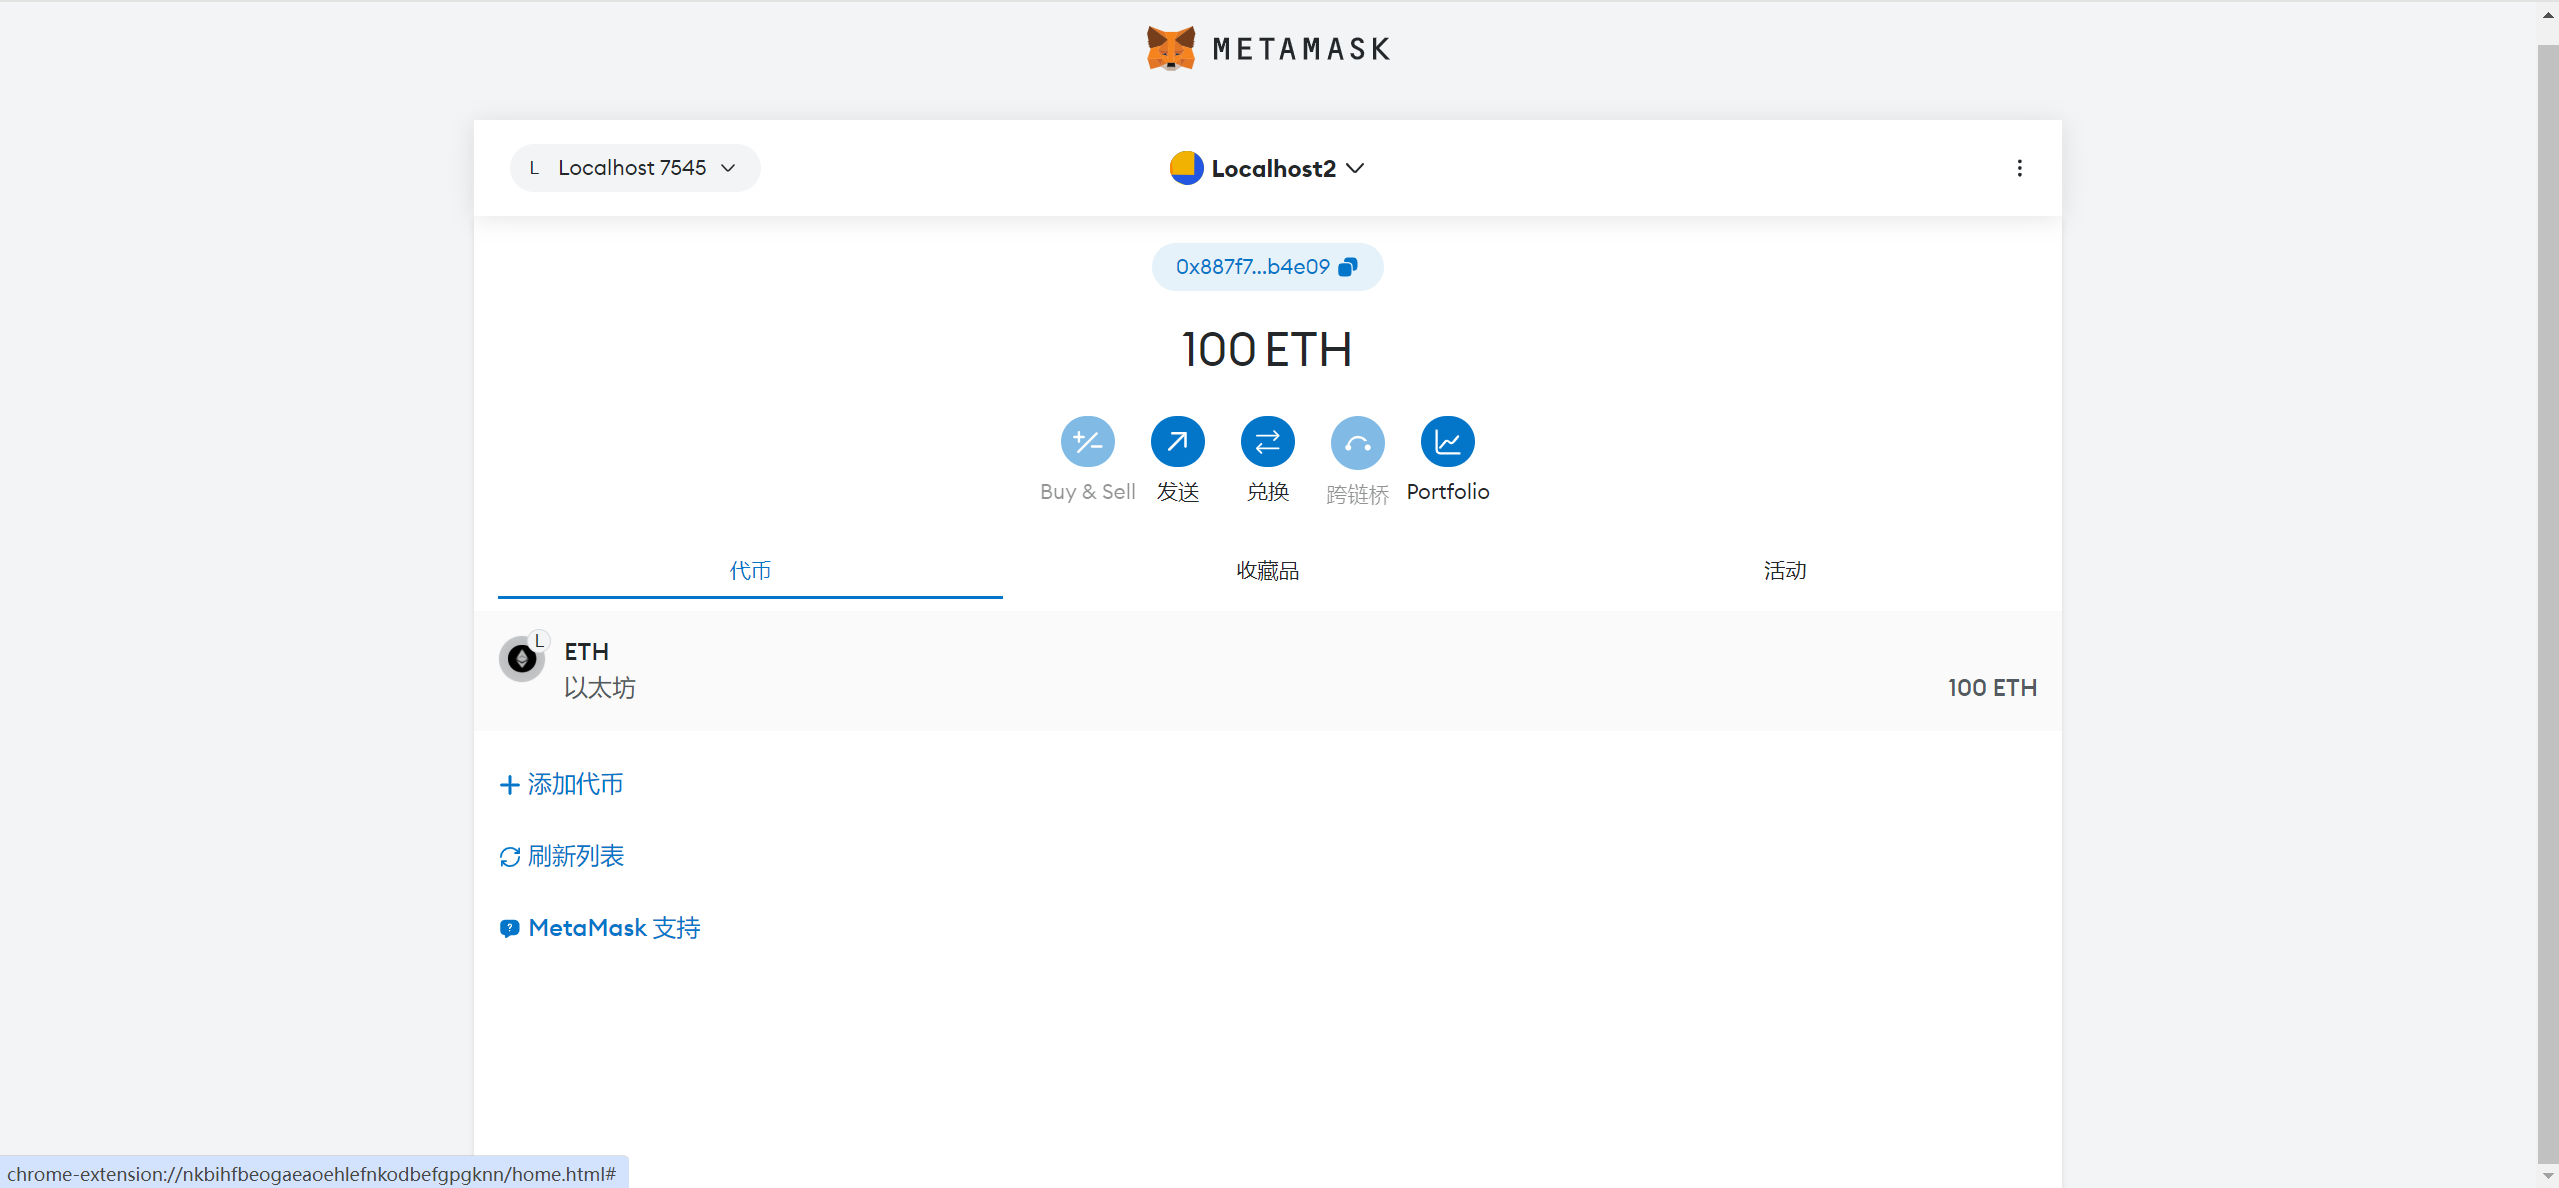 METAMASK
L Localhost 7545
Localhost2
0x887f7...b4e09
100 ETH
Buy & Sell 发送 兑换 跨链桥 Portfolio
代币 收藏品 活动
L
ETH
以太坊
100 ETH
添加代币
刷新列表
MetaMask 支持
chrome-extension://nkbihfbeogaeaoehlefnkodbefgpgknn/home.html#